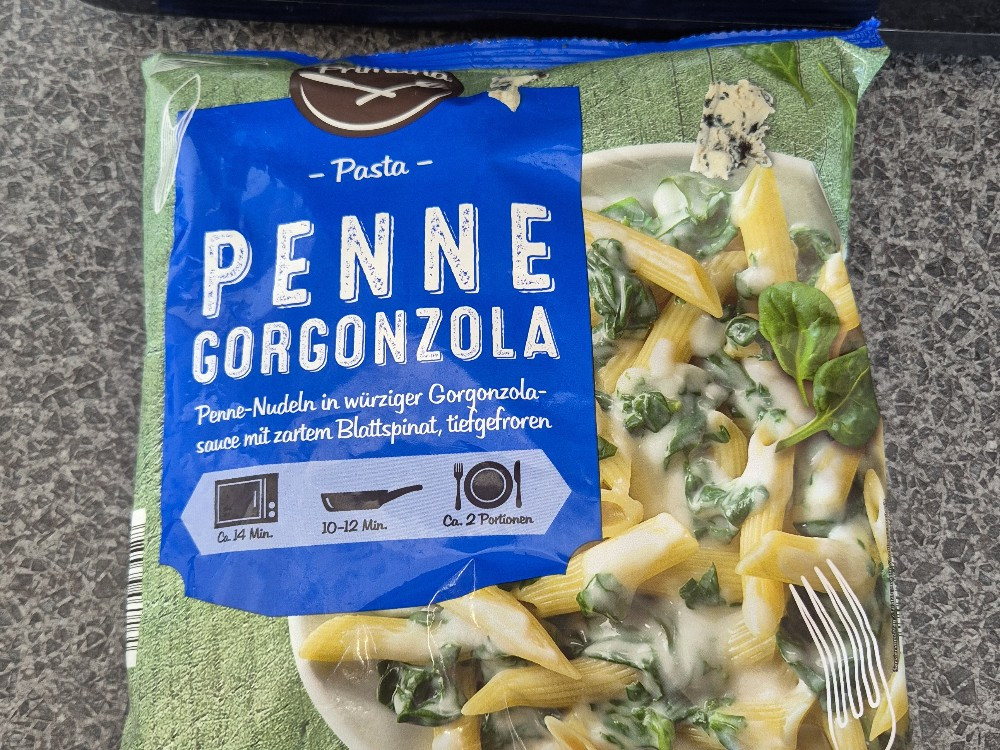 - Pasta -
PENNE
GORGONZOLA
Penne-Nudeln in würziger Gorgonzola-
sauce mit zartem Blattspinat, tiefgefroren
Ca. 14 Min.
10-12 Min.
Ca. 2 Portionen